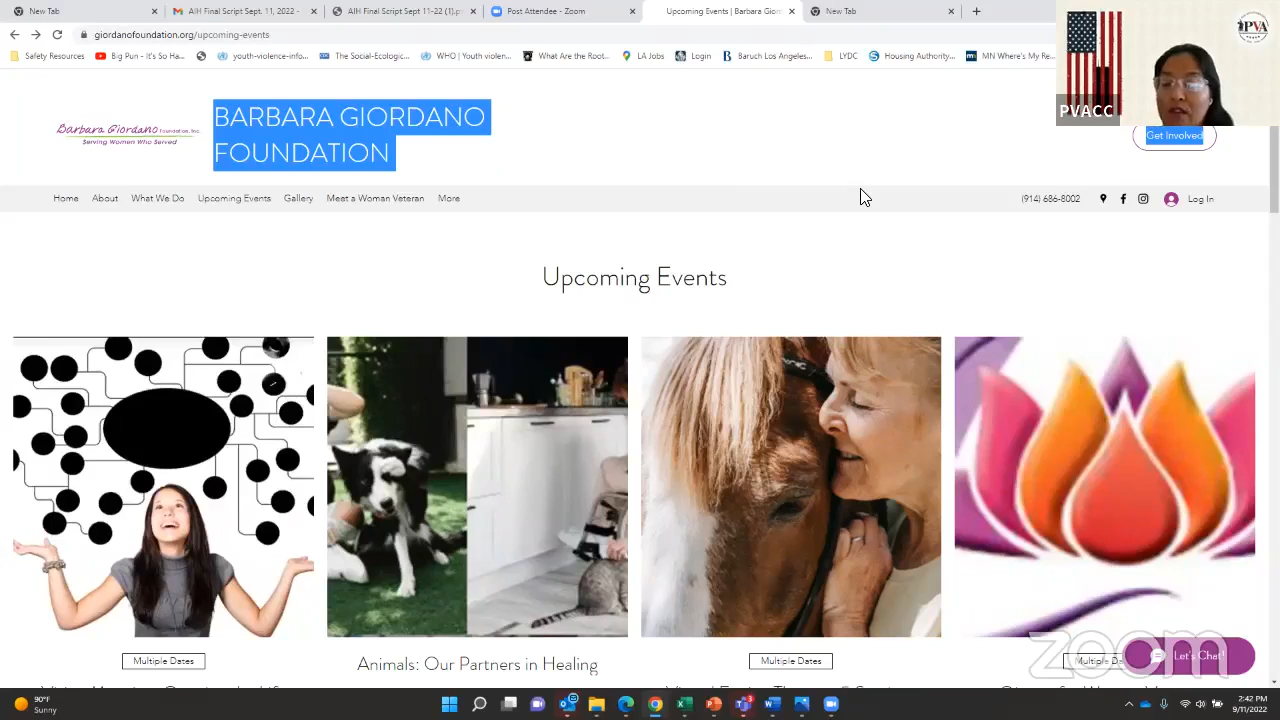 AIH Final Script Sept 11, 2022 -
AIH Final Script Sept-11-22 (1).p
Post Attendee - Zoom
Upcoming Events | Barbara Gior
New Tab
giordanofoundation.org/upcoming-events
Safety Resources
Big Pun - It's So Ha...
youth-violence-info...
WHO | Youth violen...
What Are the Root...
LA Jobs
Login
Baruch Los Angeles...
LYDC
Housing Authority...
MN Where's My Re...
PVA
PVACC
Barbara Giordano Foundation, Inc.
Serving Women Who Served
BARBARA GIORDANO
FOUNDATION
Get Involved
Home About What We Do Upcoming Events Gallery Meet a Woman Veteran More
(914) 686-8002 Log In
Upcoming Events
Multiple Dates
Animals: Our Partners in Healing
Multiple Dates
Multiple Da
Let's Chat!
zoom
90°F
Sunny
2:42 PM
9/11/2022